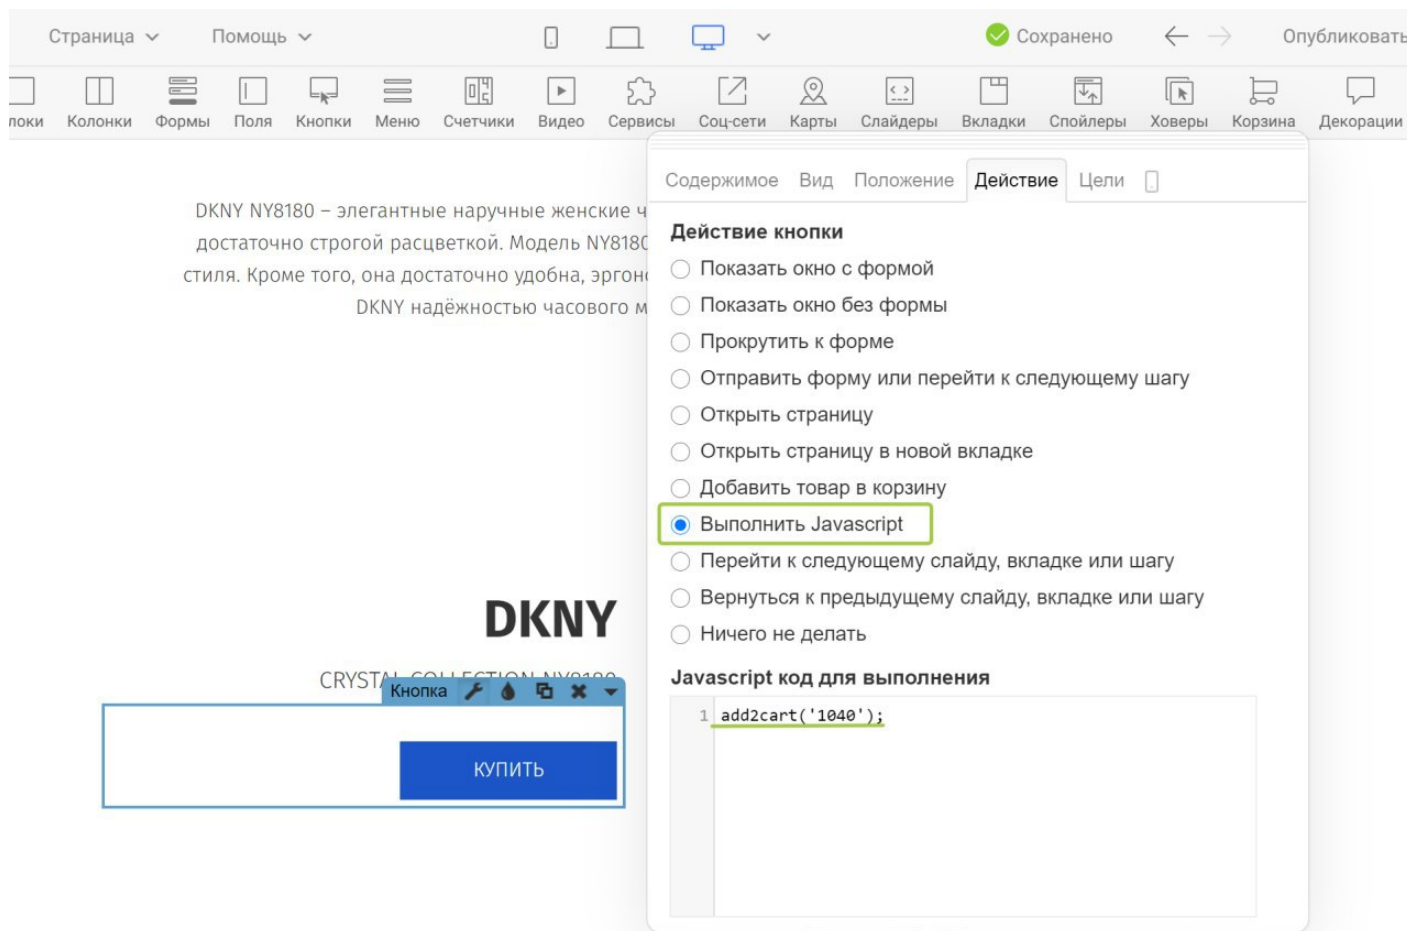 Страница Помощь Сохранено Опубликовать
локи Колонки Формы Поля Кнопки Меню Счетчики Видео Сервисы Соц-сети Карты Слайдеры Вкладки Спойлеры Ховеры Корзина Декорации
Содержимое Вид Положение Действие Цели
DKNY NY8180 – элегантные наручные женские ч
достаточно строгой расцветкой. Модель NY8180
стиля. Кроме того, она достаточно удобна, эргоно
DKNY надёжностью часового м
Действие кнопки
Показать окно с формой
Показать окно без формы
Прокрутить к форме
Отправить форму или перейти к следующему шагу
Открыть страницу
Открыть страницу в новой вкладке
Добавить товар в корзину
Выполнить Javascript
Перейти к следующему слайду, вкладке или шагу
Вернуться к предыдущему слайду, вкладке или шагу
Ничего не делать
Javascript код для выполнения
1 add2cart('1040');
DKNY
CRYSTAL COLLECTION NY8180
Кнопка
КУПИТЬ